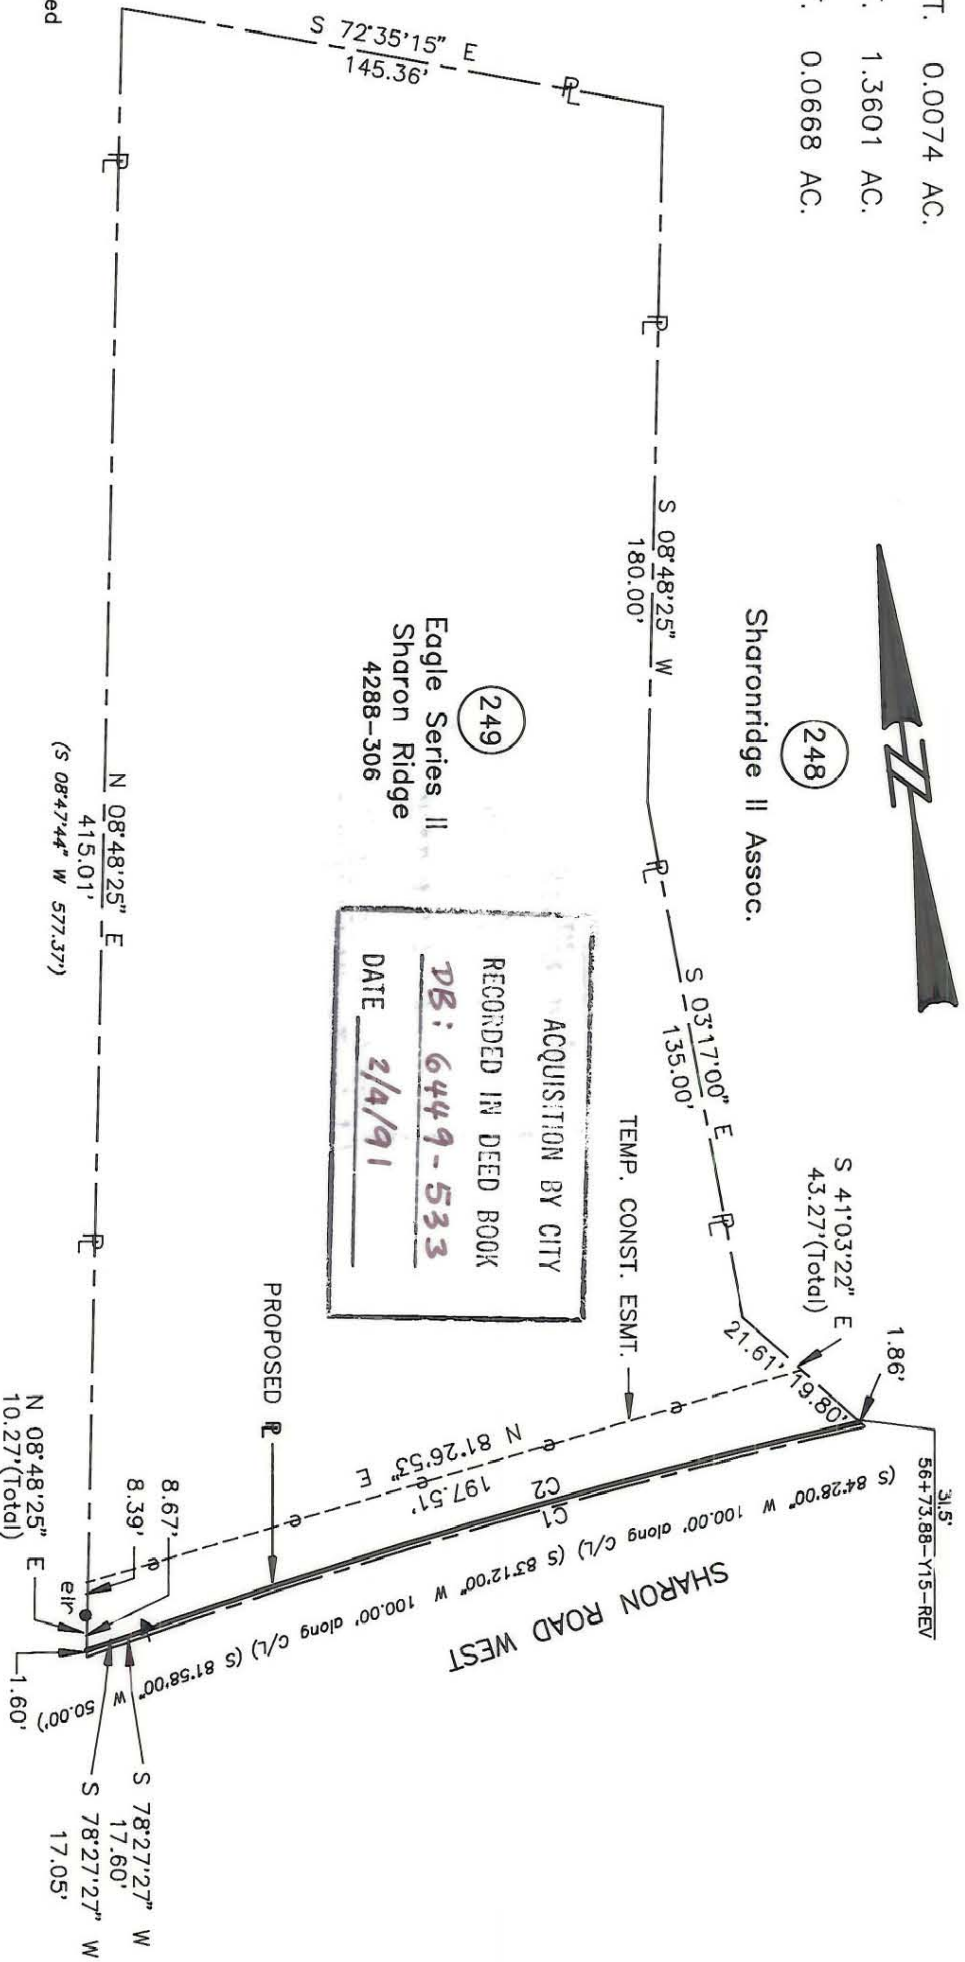 T. 0.0074 AC.
. 1.3601 AC.
. 0.0668 AC.
S 72°35'15" E
145.36'
PL
PL
PL
S 08°48'25" W
180.00'
248
Sharonridge II Assoc.
249
Eagle Series II
Sharon Ridge
4288-306
PL
S 03°17'00" E
135.00'
PL
S 41°03'22" E
43.27'(Total)
1.86'
21.61'
19.80'
31.5'
56+73.88-Y15-REV
ACQUISITION BY CITY
RECORDED IN DEED BOOK
DB: 6449-533
DATE 2/4/91
TEMP. CONST. ESMT.
PROPOSED PL
e
e
e
e
e
N 81°26'53" E
197.51'
C2
C1
(S 84°28'00" W 100.00' along C/L) (S 83°12'00" W 100.00' along C/L) (S 81°58'00" W 50.00')
SHARON ROAD WEST
N 08°48'25" E
415.01'
(S 08°47'44" W 577.37')
PL
8.67'
8.39'
eir
N 08°48'25" E
10.27'(Total)
1.60'
S 78°27'27" W
17.60'
S 78°27'27" W
17.05'
ed